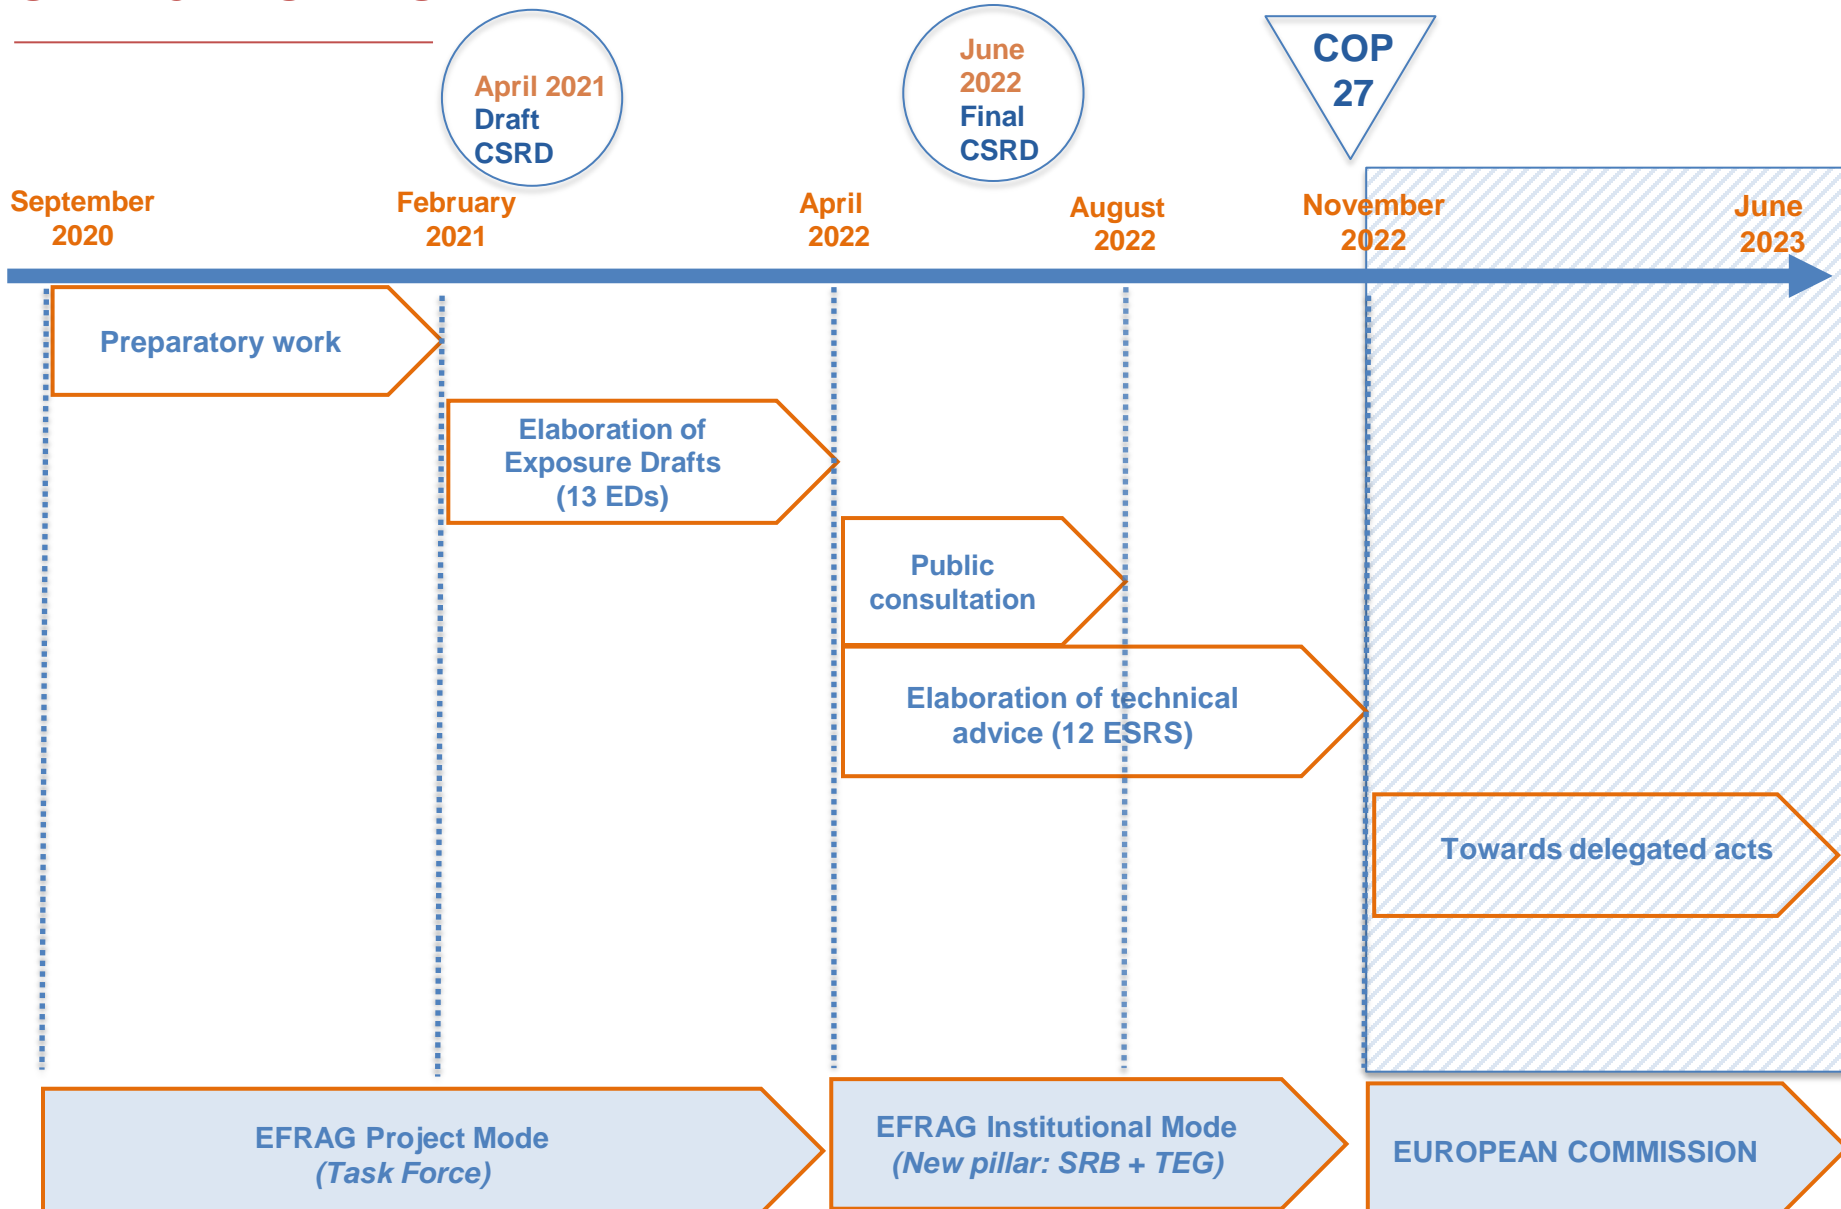 April 2021
Draft
CSRD
June
2022
Final
CSRD
COP
27
September
2020
February
2021
April
2022
August
2022
November
2022
June
2023
Preparatory work
Elaboration of
Exposure Drafts
(13 EDs)
Public
consultation
Elaboration of technical
advice (12 ESRS)
Towards delegated acts
EFRAG Project Mode
(Task Force)
EFRAG Institutional Mode
(New pillar: SRB + TEG)
EUROPEAN COMMISSION